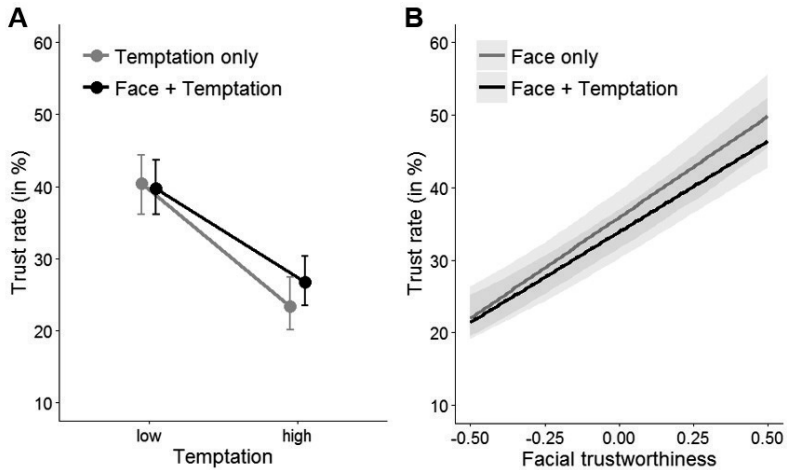 A
Temptation only
Face + Temptation
Trust rate (in %)
60
50
40
30
20
10
low
high
Temptation
B
Face only
Face + Temptation
Trust rate (in %)
60
50
40
30
20
10
-0.50
-0.25
0.00
0.25
0.50
Facial trustworthiness